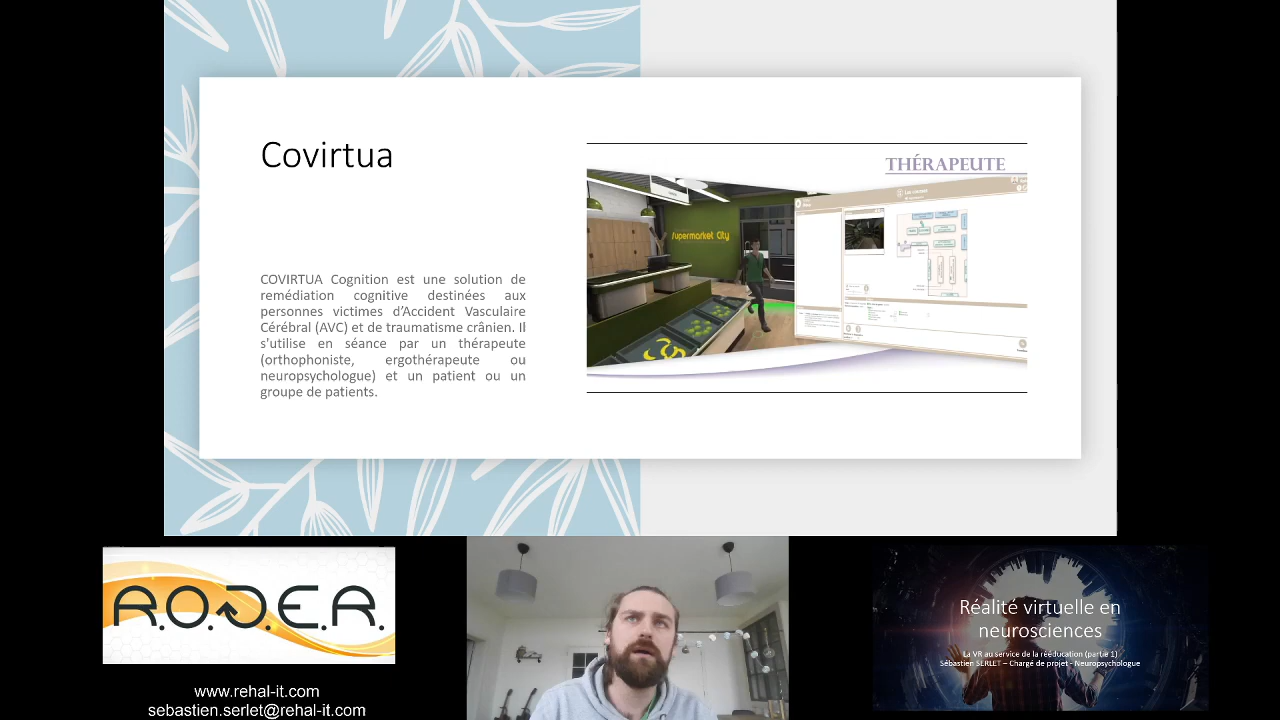 Covirtua
COVIRTUA Cognition est une solution de
remédiation cognitive destinées aux
personnes victimes d'Accident Vasculaire
Cérébral (AVC) et de traumatisme crânien. I
s'utilise en séance par un thérapeute
(orthophoniste, ergothérapeute ou
neuropsychologue) et un patient ou un
groupe de patients.
THÉRAPEUTE
Supermarket City
R.O.G.E.R.
www.rehal-it.com
sebastien.serlet@rehal-it.com
Réalité virtuelle en
neurosciences
La VR au service de la rééducation (partie 1)
Sébastien SERLET – Chargé de projet - Neuropsychologue